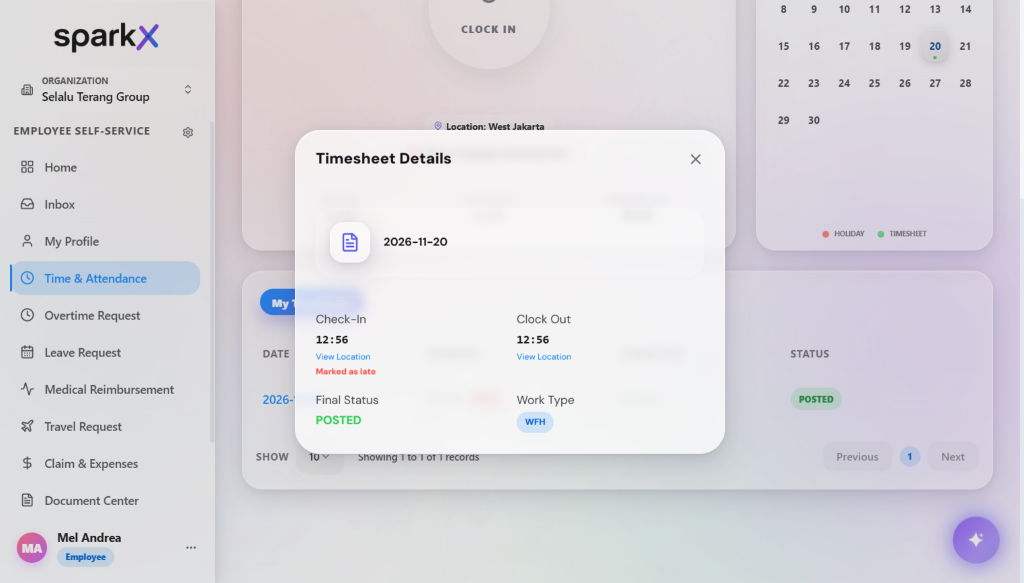 sparkX
ORGANIZATION
Selalu Terang Group
EMPLOYEE SELF-SERVICE
Home
Inbox
My Profile
Time & Attendance
Overtime Request
Leave Request
Medical Reimbursement
Travel Request
Claim & Expenses
Document Center
MA
Mel Andrea
Employee
...
CLOCK IN
Location: West Jakarta
8 9 10 11 12 13 14
15 16 17 18 19 20 21
22 23 24 25 26 27 28
29 30
HOLIDAY TIMESHEET
Timesheet Details
2026-11-20
Check-In
12:56
View Location
Marked as late
Clock Out
12:56
View Location
Final Status
POSTED
Work Type
WFH
My
DATE STATUS
2026- POSTED
SHOW 10 Showing 1 to 1 of 1 records Previous 1 Next